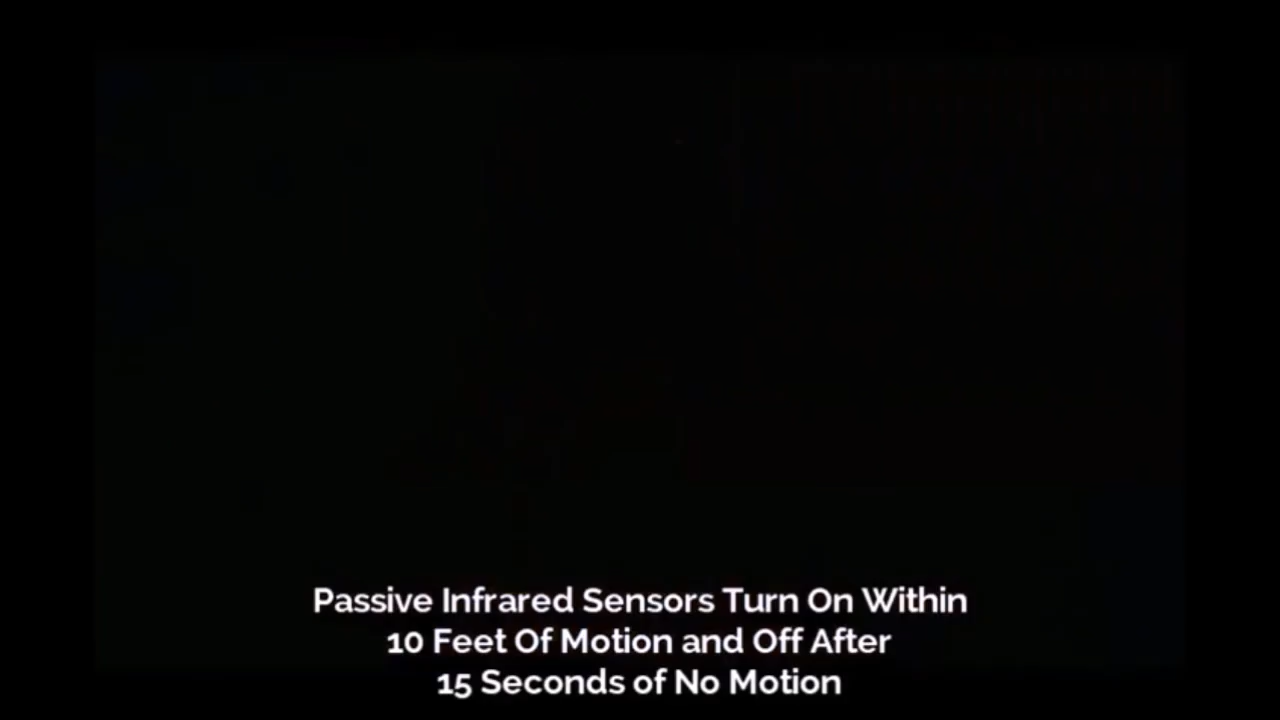 Passive Infrared Sensors Turn On Within
10 Feet Of Motion and Off After
15 Seconds of No Motion